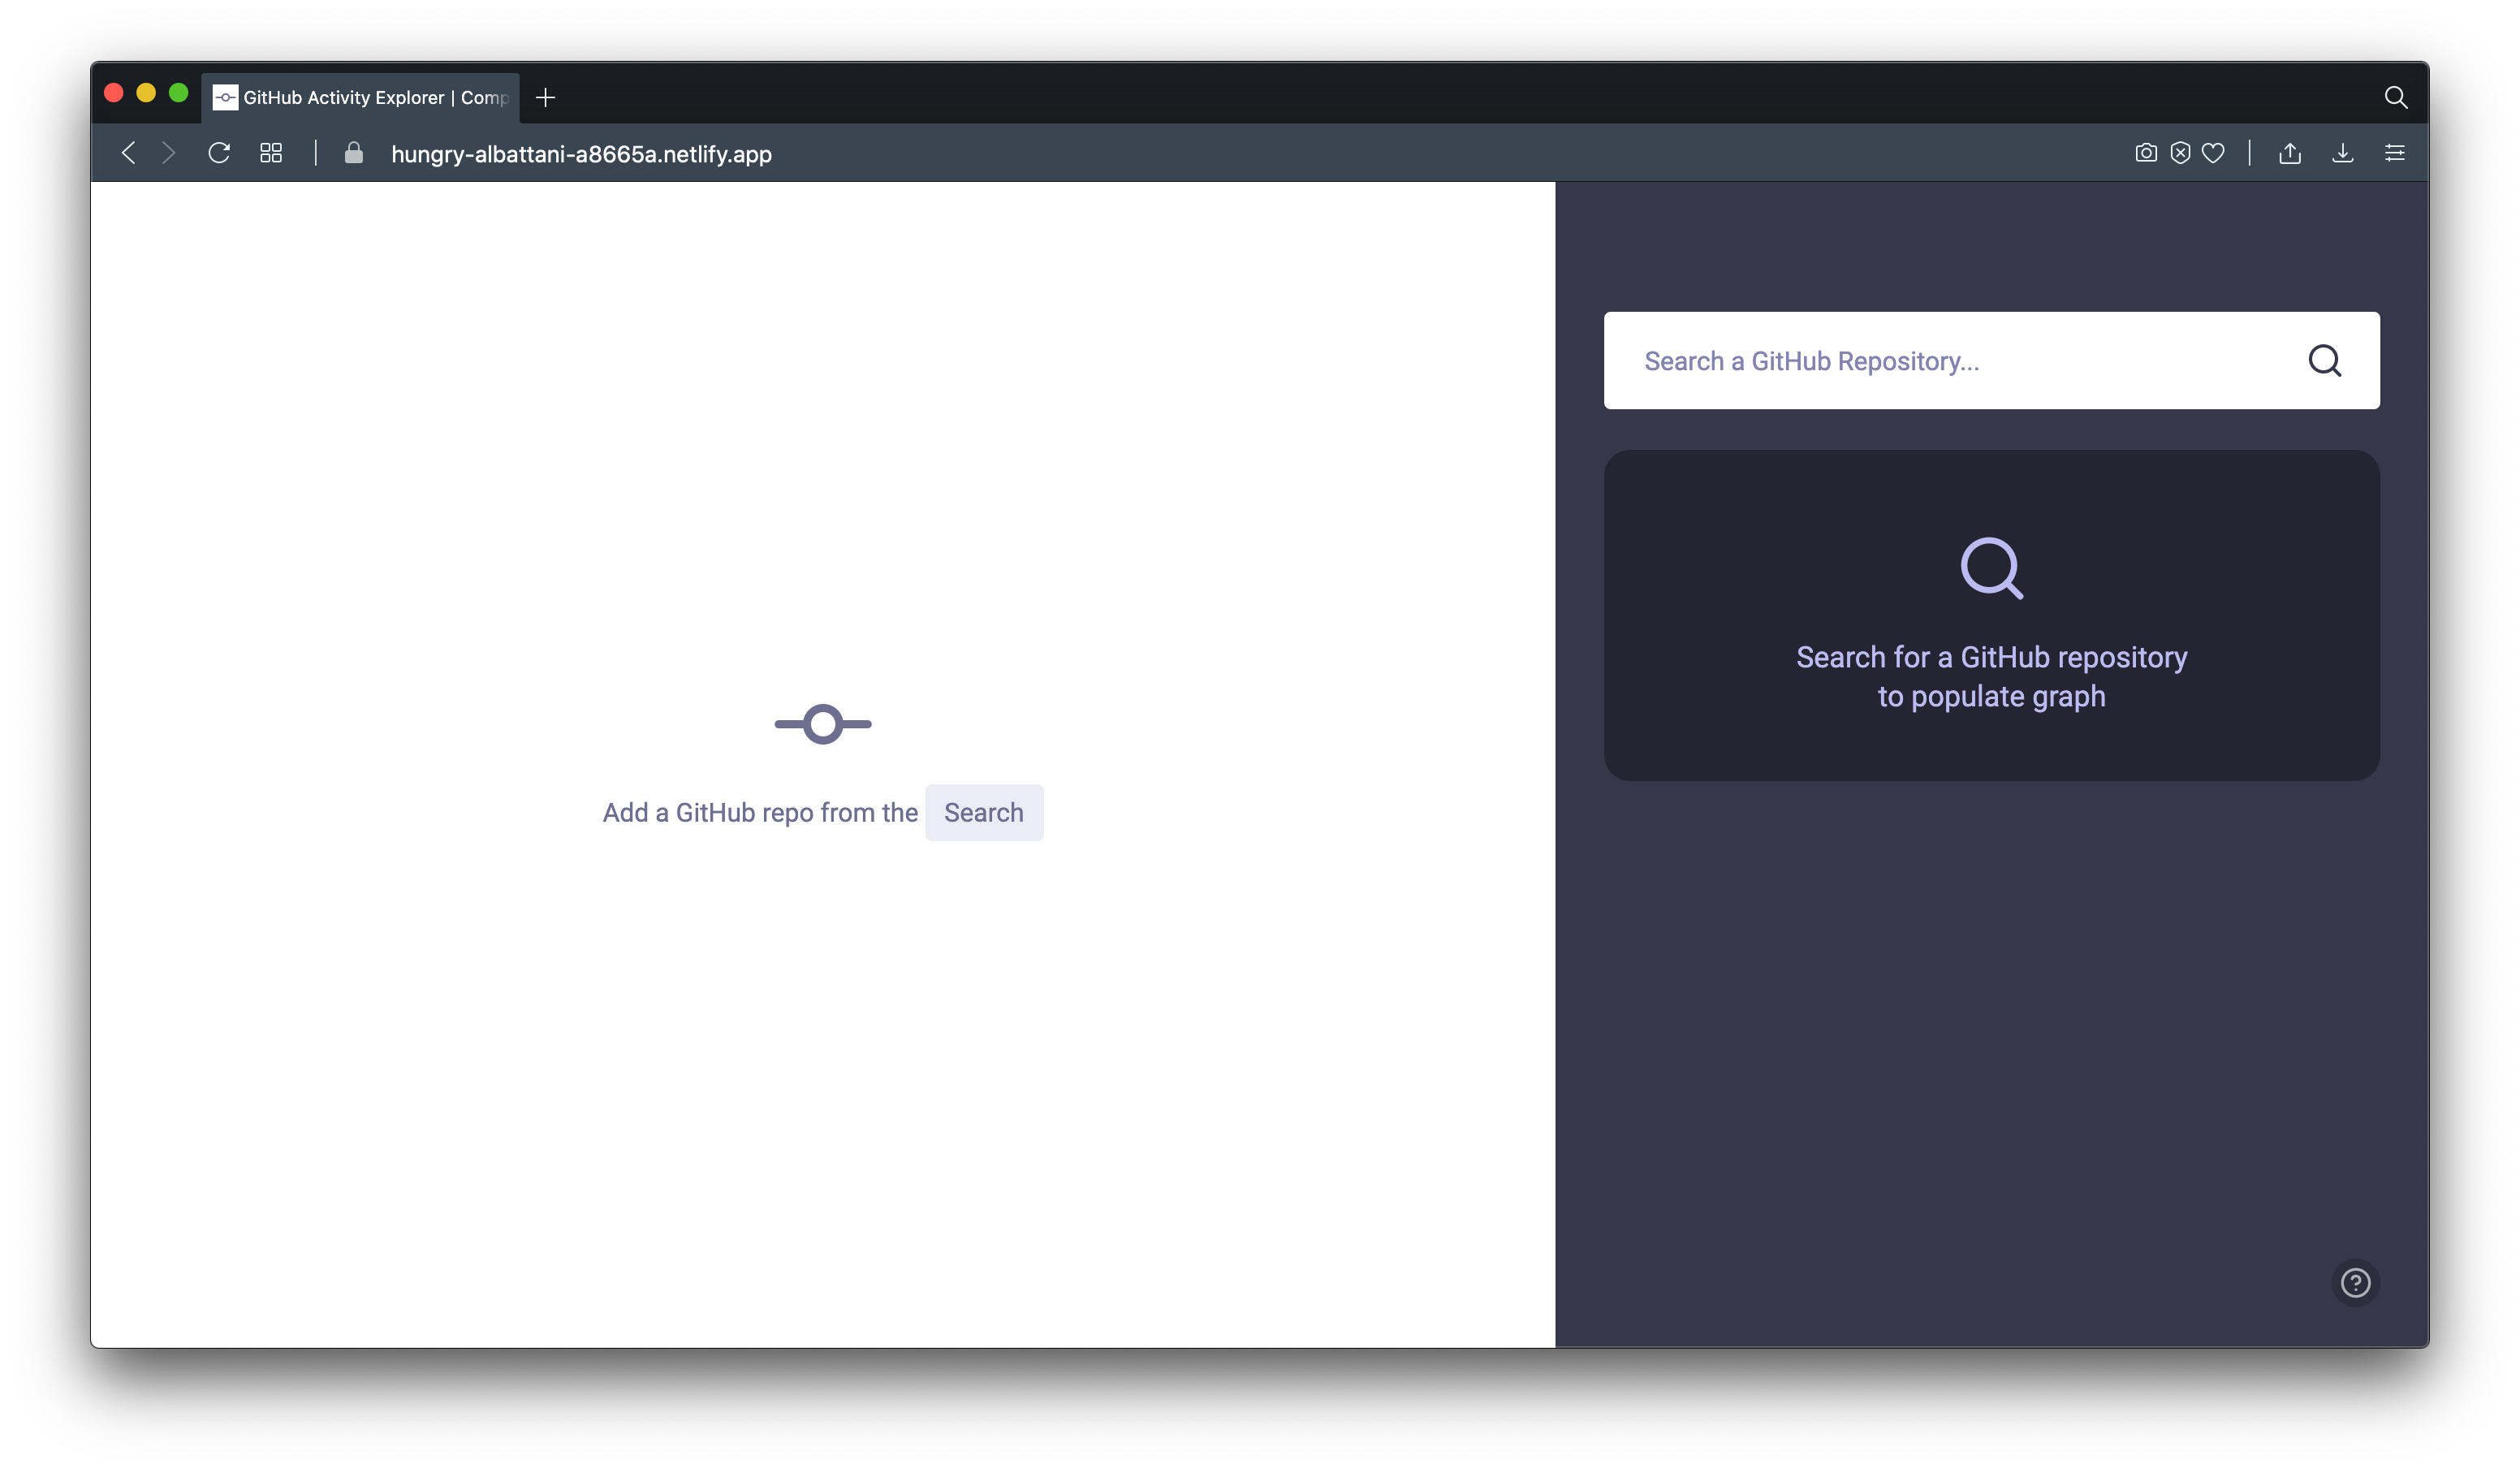 GitHub Activity Explorer | Comp
hungry-albattani-a8665a.netlify.app
Search a GitHub Repository...
Search for a GitHub repository
to populate graph
Add a GitHub repo from the Search